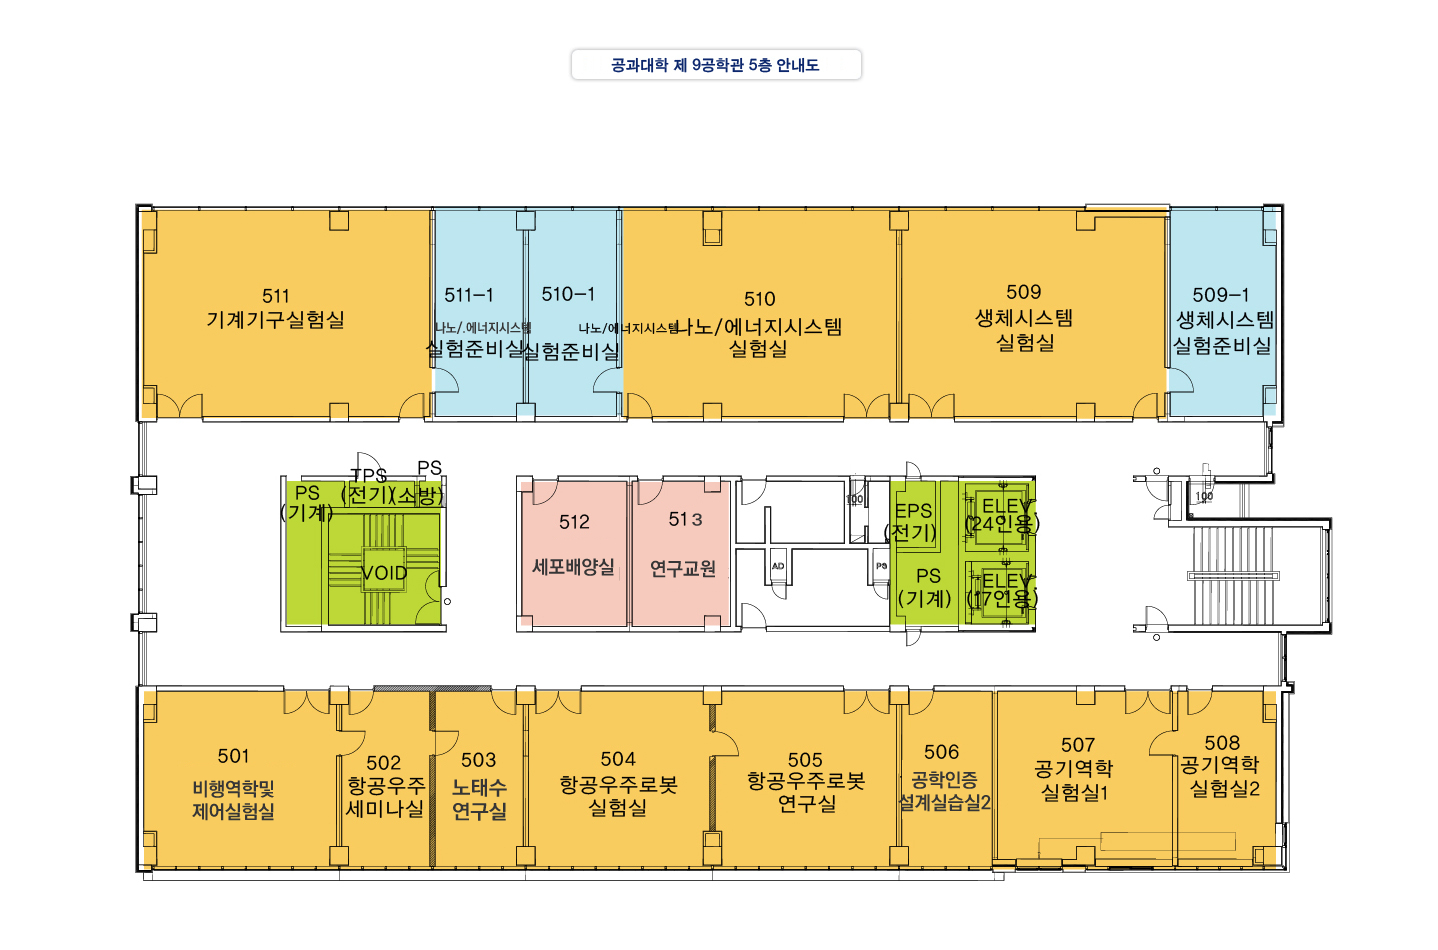 공과대학 제 9공학관 5층 안내도
511
기계기구실험실
511-1
나노/.에너지시스템
실험준비실
510-1
나노/에너지시스템
실험준비실
510
나노/에너지시스템
실험실
509
생체시스템
실험실
509-1
생체시스템
실험준비실
PS
(기계)
TPS
(전기)
PS
(소방)
VOID
512
세포배양실
513
연구교원
100
AD
PS
EPS
(전기)
PS
(기계)
ELEV
(24인용)
ELEV
(17인용)
100
501
비행역학및
제어실험실
502
항공우주
세미나실
503
노태수
연구실
504
항공우주로봇
실험실
505
항공우주로봇
연구실
506
공학인증
설계실습실2
507
공기역학
실험실1
508
공기역학
실험실2